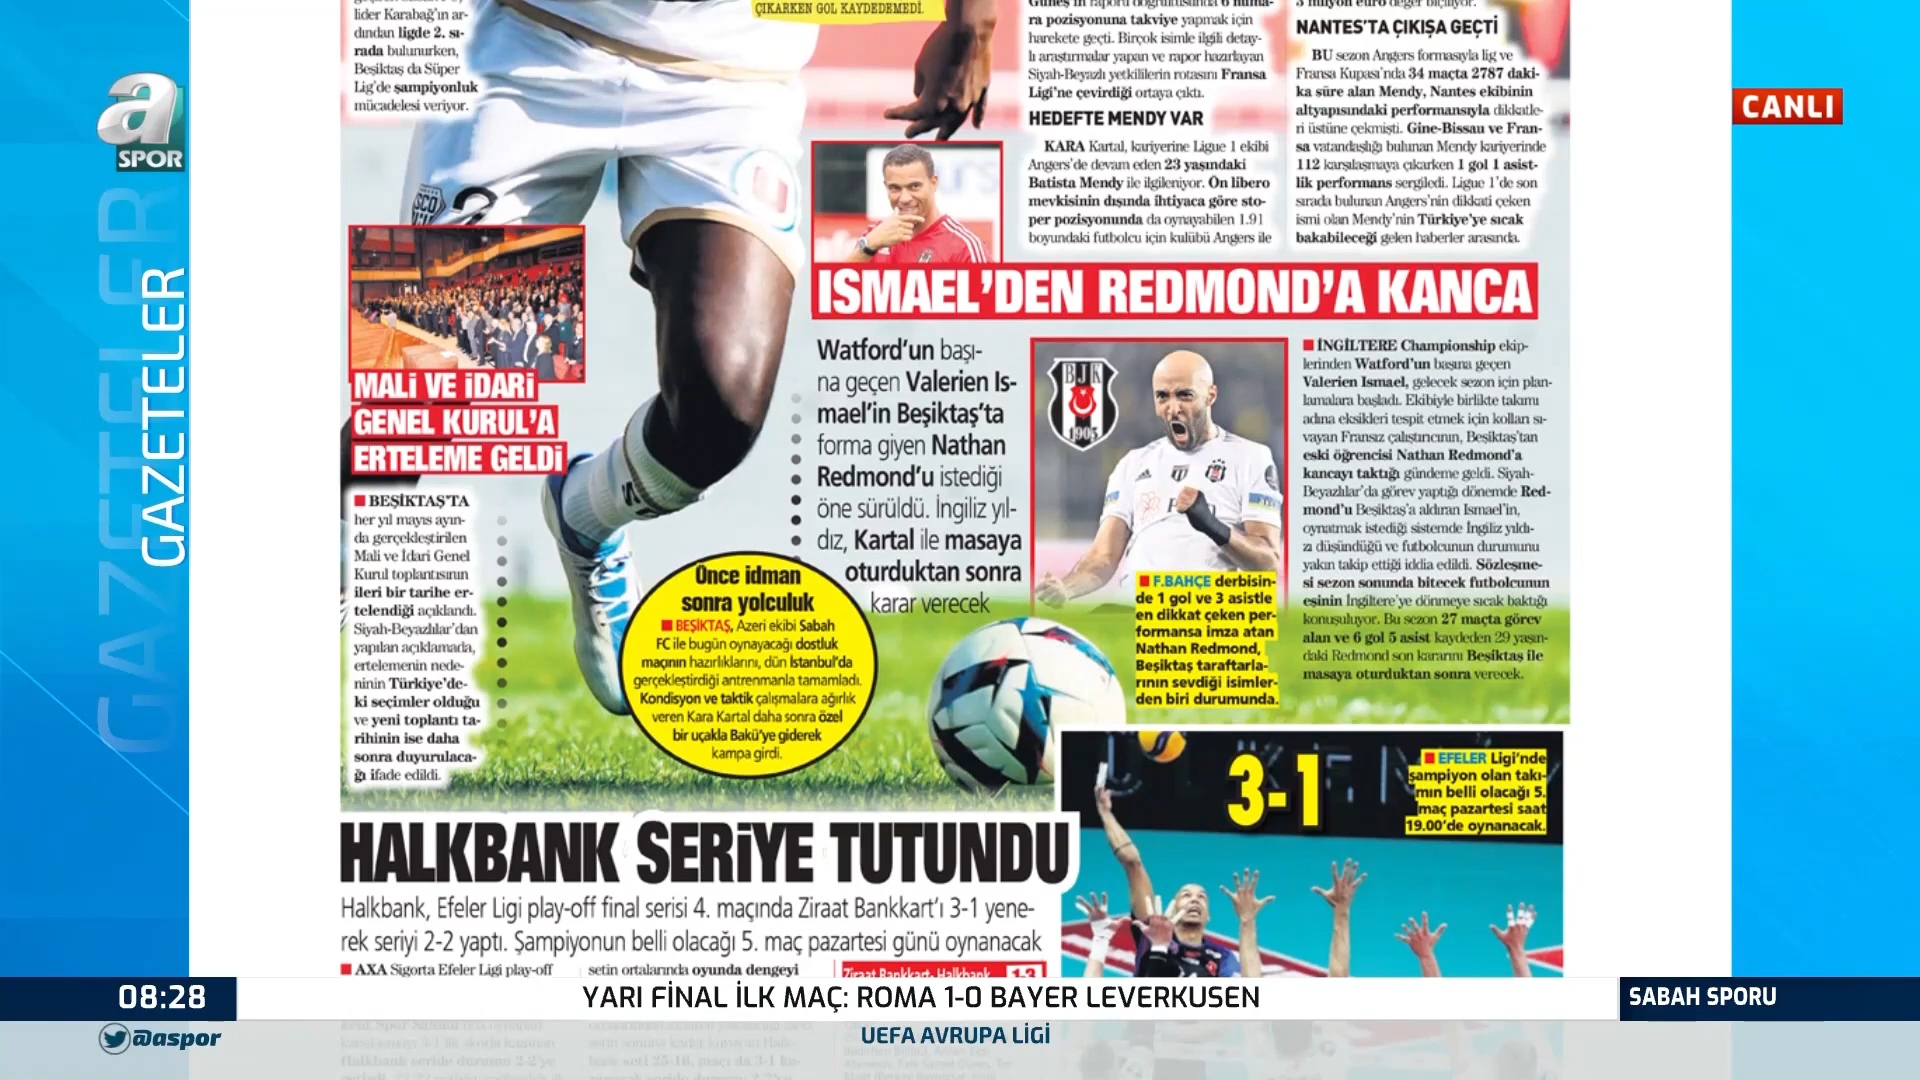 a
SPOR
GAZETELER
GAZETELER
CANLI
lider Karabağ'ın ar-
dından ligde 2. sı-
rada bulunurken,
Beşiktaş da Süper
Lig'de şampiyonluk
mücadelesi veriyor.
ÇIKARKEN GOL KAYDEDEMEDİ.
ra pozisyonuna takviye yapmak için
harekete geçti. Birçok isimle ilgili detay-
lı araştırmalar yapan ve rapor hazırlayan
Siyah-Beyazlı yetkililerin rotasını Fransa
Ligi'ne çevirdiği ortaya çıktı.
HEDEFTE MENDY VAR
KARA Kartal, kariyerine Ligue 1 ekibi
Angers'de devam eden 23 yaşındaki
Batista Mendy ile ilgileniyor. Ön libero
mevkisinin dışında ihtiyaca göre sto-
per pozisyonunda da oynayabilen 1.91
boyundaki futbolcu için kulübü Angers ile
3 milyon euro değer biçiliyor.
NANTES'TA ÇIKIŞA GEÇTİ
BU sezon Angers formasıyla lig ve
Fransa Kupası'nda 34 maçta 2787 daki-
ka süre alan Mendy, Nantes ekibinin
altyapısındaki performansıyla dikkatle-
ri üstüne çekmişti. Gine-Bissau ve Fran-
sa vatandaşlığı bulunan Mendy kariyerinde
112 karşılaşmaya çıkarken 1 gol 1 asist-
lik performans sergiledi. Ligue 1'de son
sırada bulunan Angers'nin dikkati çeken
ismi olan Mendy'nin Türkiye'ye sıcak
bakabileceği gelen haberler arasında.
MALİ VE İDARİ
GENEL KURUL'A
ERTELEME GELDİ
BEŞİKTAŞ'TA
her yıl mayıs ayın-
da gerçekleştirilen
Mali ve İdari Genel
Kurul toplantısının
ileri bir tarihe er-
telendiği açıklandı.
Siyah-Beyazlılar'dan
yapılan açıklamada,
ertelemenin nede-
ninin Türkiye'de-
ki seçimler olduğu
ve yeni toplantı ta-
rihinin ise daha
sonra duyurulaca-
ğı ifade edildi.
ISMAEL'DEN REDMOND'A KANCA
Watford'un başı-
na geçen Valerien Is-
mael'in Beşiktaş'ta
forma giyen Nathan
Redmond'u istediği
öne sürüldü. İngiliz yıl-
dız, Kartal ile masaya
oturduktan sonra
karar verecek
BJK
1903
F.BAHÇE derbisin-
de 1 gol ve 3 asistle
en dikkat çeken per-
formansa imza atan
Nathan Redmond,
Beşiktaş taraftarla-
rının sevdiği isimler-
den biri durumunda.
İNGİLTERE Championship ekip-
lerinden Watford'un başına geçen
Valerien Ismael, gelecek sezon için plan-
lamalara başladı. Ekibiyle birlikte takımı
adına eksikleri tespit etmek için kolları sı-
vayan Fransız çalıştırıcının, Beşiktaş'tan
eski öğrencisi Nathan Redmond'a
kancayı taktığı gündeme geldi. Siyah-
Beyazlılar'da görev yaptığı dönemde Red-
mond'u Beşiktaş'a aldıran Ismael'in,
oynatmak istediği sistemde İngiliz yıldı-
zı düşündüğü ve futbolcunun durumunu
yakın takip ettiği iddia edildi. Sözleşme-
si sezon sonunda bitecek futbolcunun
eşinin İngiltere'ye dönmeye sıcak baktığı
konuşuluyor. Bu sezon 27 maçta görev
alan ve 6 gol 5 asist kaydeden 29 yaşın-
daki Redmond son kararını Beşiktaş ile
masaya oturduktan sonra verecek.
Önce idman
sonra yolculuk
BEŞİKTAŞ, Azeri ekibi Sabah
FC ile bugün oynayacağı dostluk
maçının hazırlıklarını, dün İstanbul'da
gerçekleştirdiği antrenmanla tamamladı.
Kondisyon ve taktik çalışmalara ağırlık
veren Kara Kartal daha sonra özel
bir uçakla Bakü'ye giderek
kampa girdi.
3-1
EFELER Ligi'nde
şampiyon olan takı-
mın belli olacağı 5.
maç pazartesi saat
19.00'de oynanacak.
HALKBANK SERİYE TUTUNDU
Halkbank, Efeler Ligi play-off final serisi 4. maçında Ziraat Bankkart'ı 3-1 yene-
rek seriyi 2-2 yaptı. Şampiyonun belli olacağı 5. maç pazartesi günü oynanacak
AXA Sigorta Efeler Ligi play-off
setin ortalarında oyunda dengeyi
Ziraat Bankkart- Halkbank 1-3
08:28
YARI FİNAL İLK MAÇ: ROMA 1-0 BAYER LEVERKUSEN
SABAH SPORU
@aspor
UEFA AVRUPA LİGİ